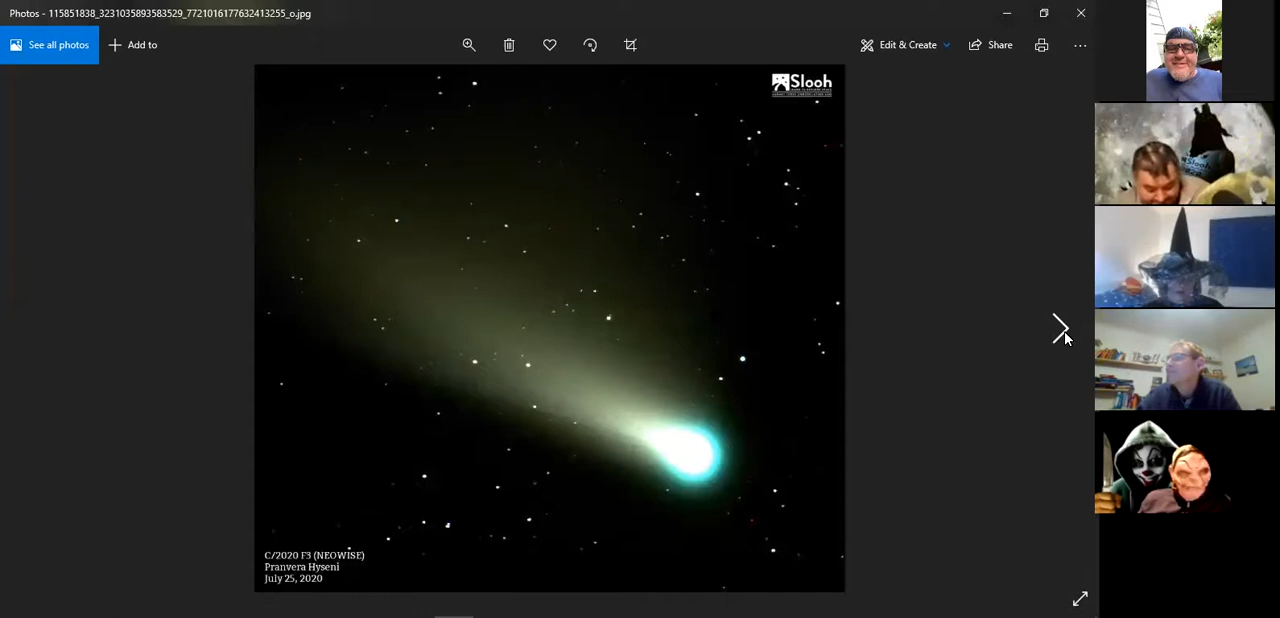 Photos - 115851838_3231035893583529_7721016177632413255_o.jpg
See all photos
Add to
Edit & Create
Share
Slooh
C/2020 F3 (NEOWISE)
Pranvera Hyseni
July 25, 2020
Slooh